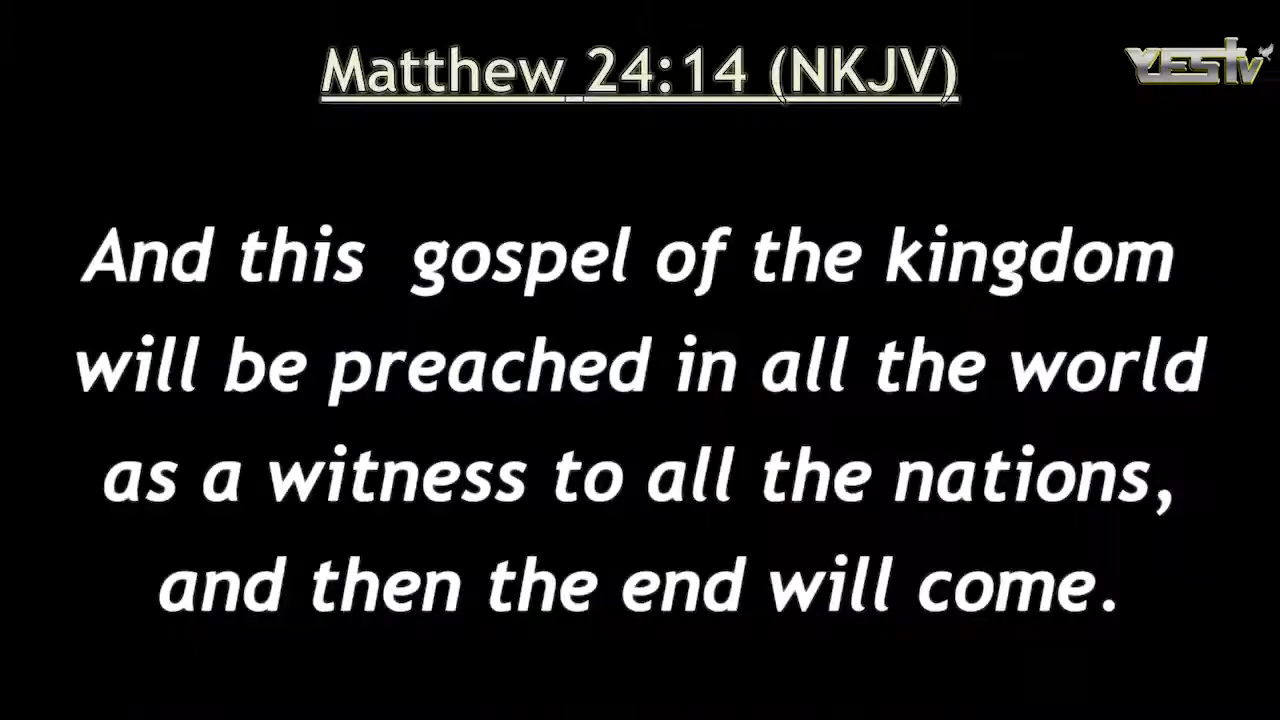 Matthew 24:14 (NKJV)
YESTV
And this gospel of the kingdom
will be preached in all the world
as a witness to all the nations,
and then the end will come.